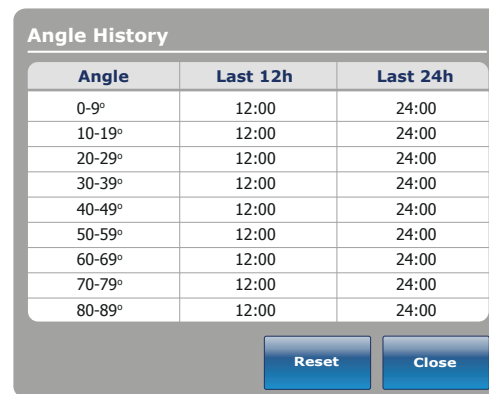 Angle History
Angle Last 12h Last 24h
0-9° 12:00 24:00
10-19° 12:00 24:00
20-29° 12:00 24:00
30-39° 12:00 24:00
40-49° 12:00 24:00
50-59° 12:00 24:00
60-69° 12:00 24:00
70-79° 12:00 24:00
80-89° 12:00 24:00
Reset Close